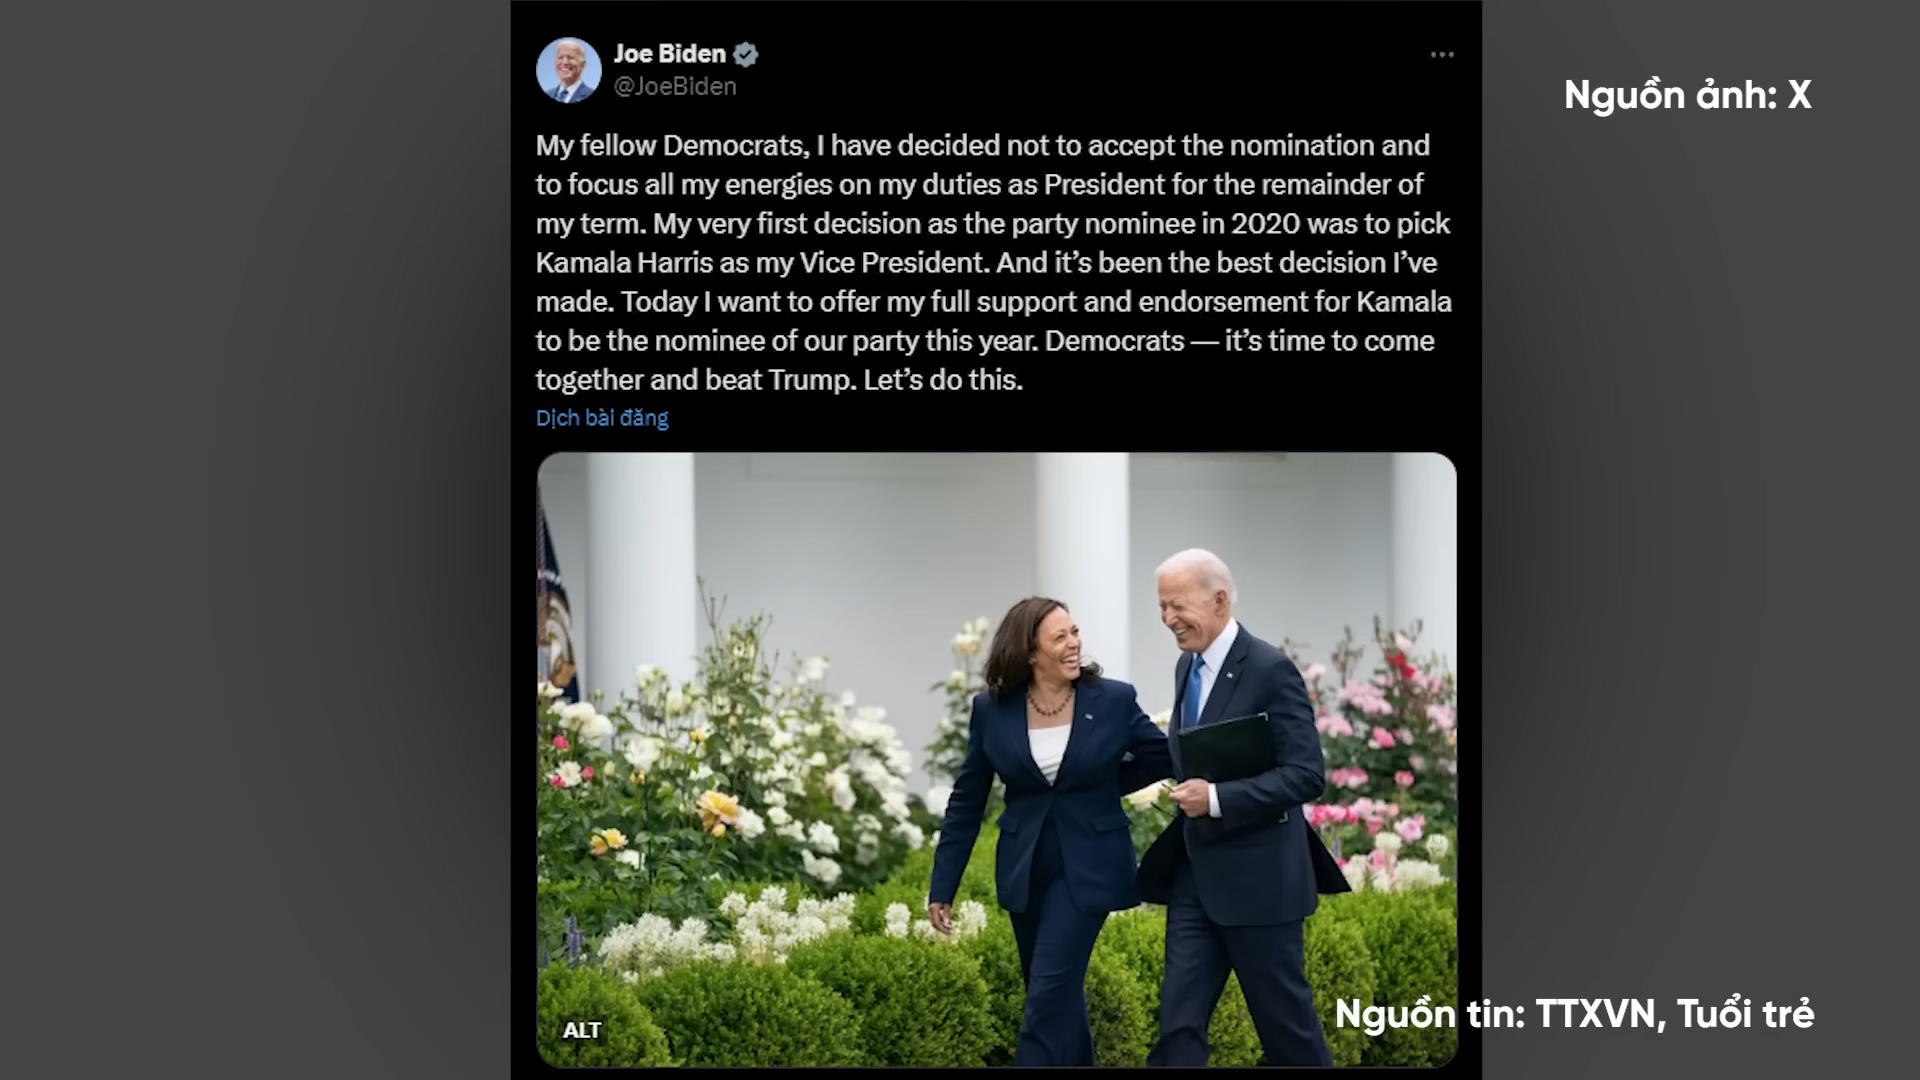 Joe Biden
@JoeBiden
Nguồn ảnh: X
My fellow Democrats, I have decided not to accept the nomination and
to focus all my energies on my duties as President for the remainder of
my term. My very first decision as the party nominee in 2020 was to pick
Kamala Harris as my Vice President. And it’s been the best decision I’ve
made. Today I want to offer my full support and endorsement for Kamala
to be the nominee of our party this year. Democrats — it’s time to come
together and beat Trump. Let’s do this.
Dịch bài đăng
Nguồn tin: TTXVN, Tuổi trẻ
ALT